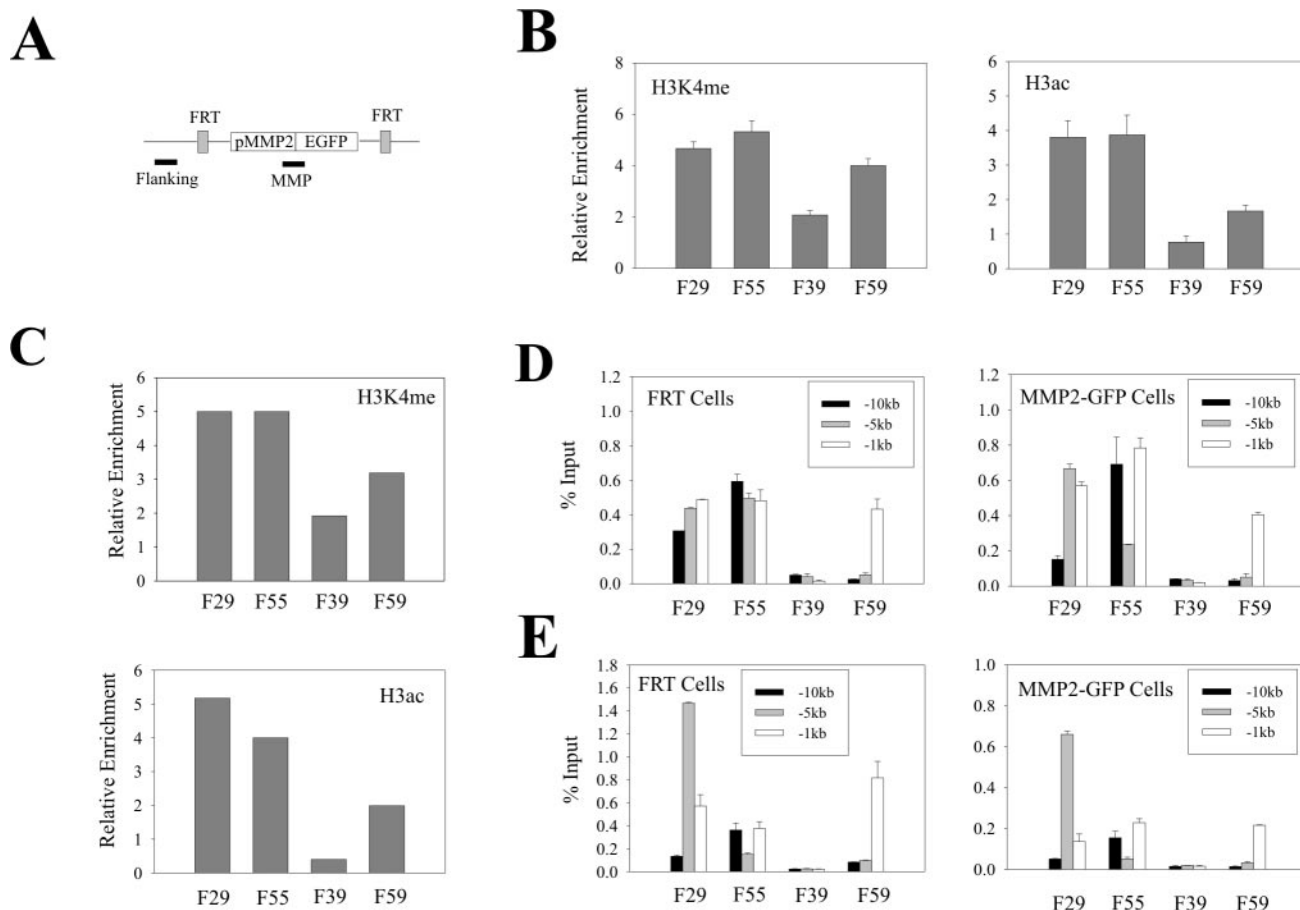 A
FRT
FRT
pMMP2
EGFP
Flanking
MMP
B
H3K4me
Relative Enrichment
8
6
4
2
0
F29
F55
F39
F59
H3ac
6
5
4
3
2
1
0
F29
F55
F39
F59
C
H3K4me
Relative Enrichment
6
5
4
3
2
1
0
F29
F55
F39
F59
H3ac
Relative Enrichment
6
5
4
3
2
1
0
F29
F55
F39
F59
D
FRT Cells
-10kb
-5kb
-1kb
% Input
1.2
1.0
0.8
0.6
0.4
0.2
0.0
F29
F55
F39
F59
MMP2-GFP Cells
-10kb
-5kb
-1kb
1.2
1.0
0.8
0.6
0.4
0.2
0.0
F29
F55
F39
F59
E
FRT Cells
-10kb
-5kb
-1kb
% Input
1.8
1.6
1.4
1.2
1.0
0.8
0.6
0.4
0.2
0.0
F29
F55
F39
F59
MMP2-GFP Cells
-10kb
-5kb
-1kb
1.0
0.8
0.6
0.4
0.2
0.0
F29
F55
F39
F59